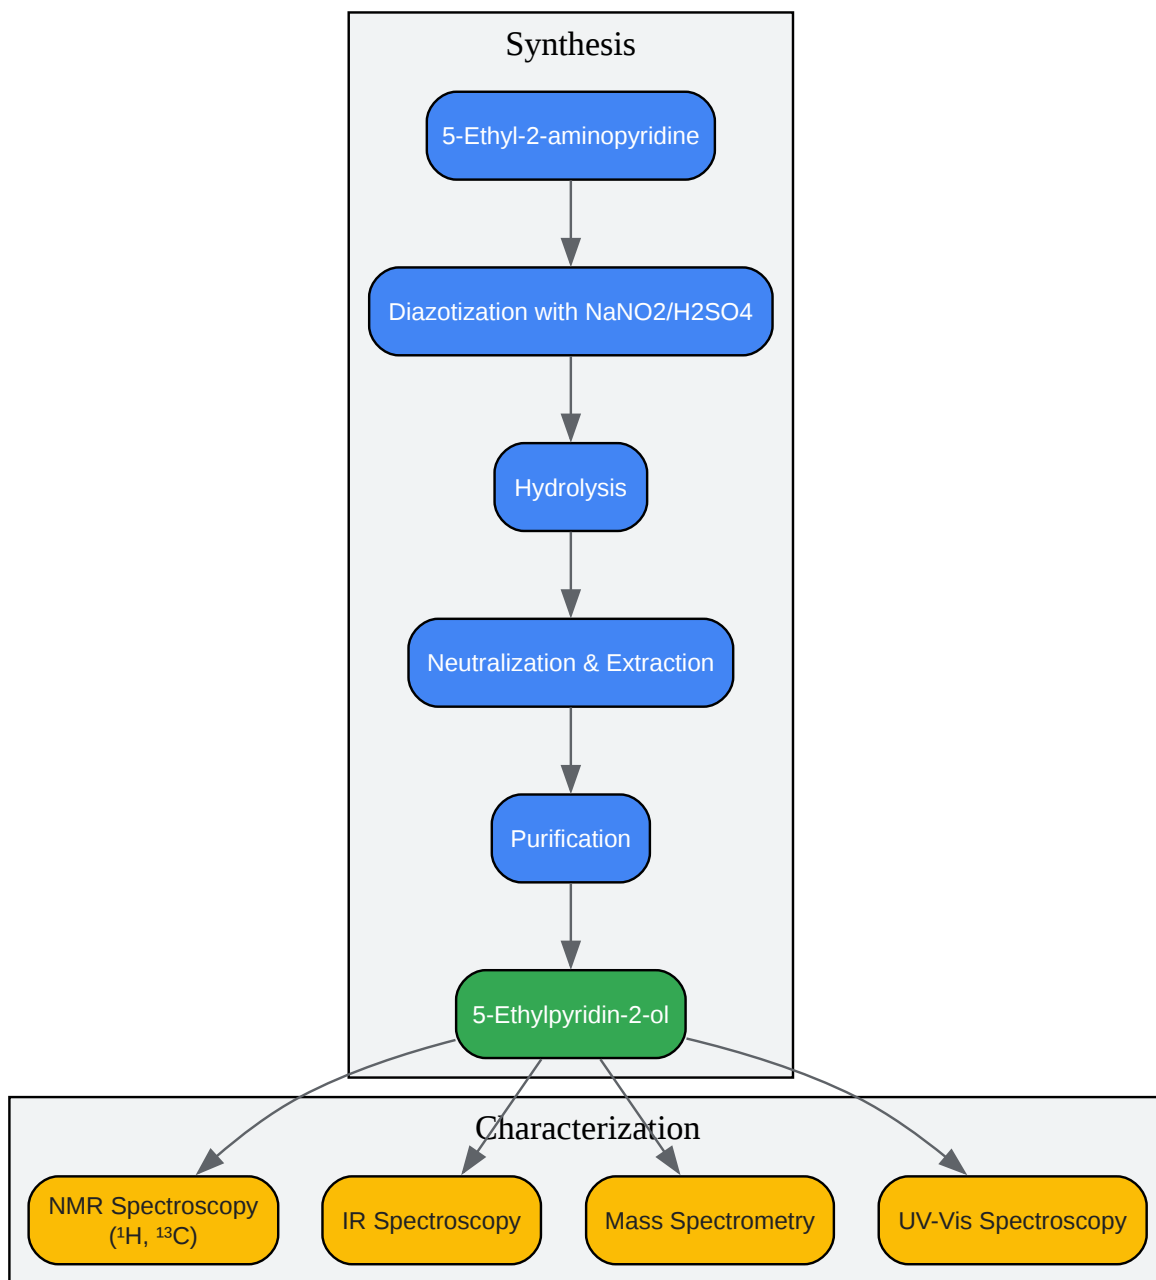 Synthesis
5-Ethyl-2-aminopyridine
Diazotization with NaNO2/H2SO4
Hydrolysis
Neutralization & Extraction
Purification
5-Ethylpyridin-2-ol
Characterization
NMR Spectroscopy
(¹H, ¹³C)
IR Spectroscopy
Mass Spectrometry
UV-Vis Spectroscopy